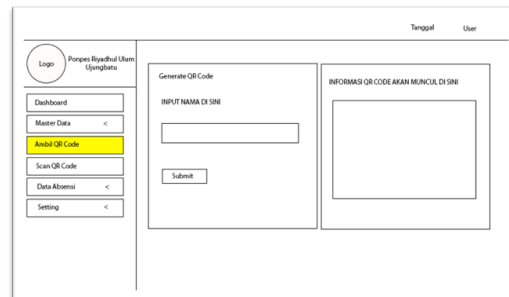 Tanggal User
Logo
Ponpes Riyadhul Ulum
Ujungbatu
Dashboard
Master Data <
Ambil QR Code
Scan QR Code
Data Absensi <
Setting <
Generate QR Code
INPUT NAMA DI SINI
Submit
INFORMASI QR CODE AKAN MUNCUL DI SINI